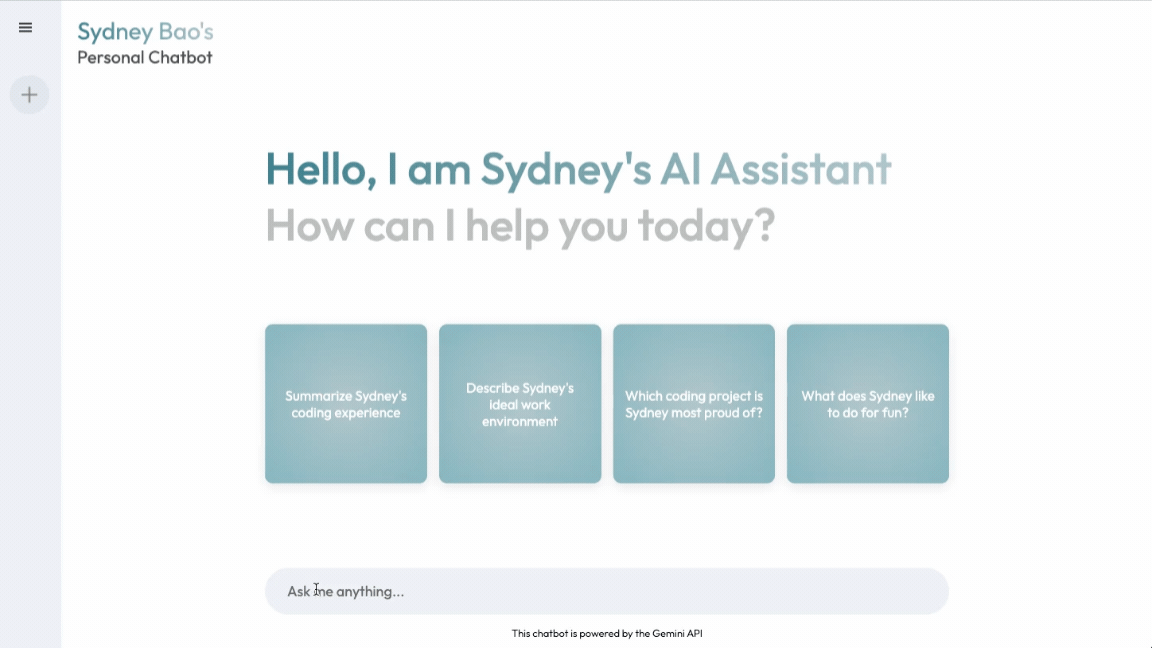 Sydney Bao's
Personal Chatbot
Hello, I am Sydney's AI Assistant
How can I help you today?
Summarize Sydney's
coding experience
Describe Sydney's
ideal work
environment
Which coding project is
Sydney most proud of?
What does Sydney like
to do for fun?
Ask me anything...
This chatbot is powered by the Gemini API